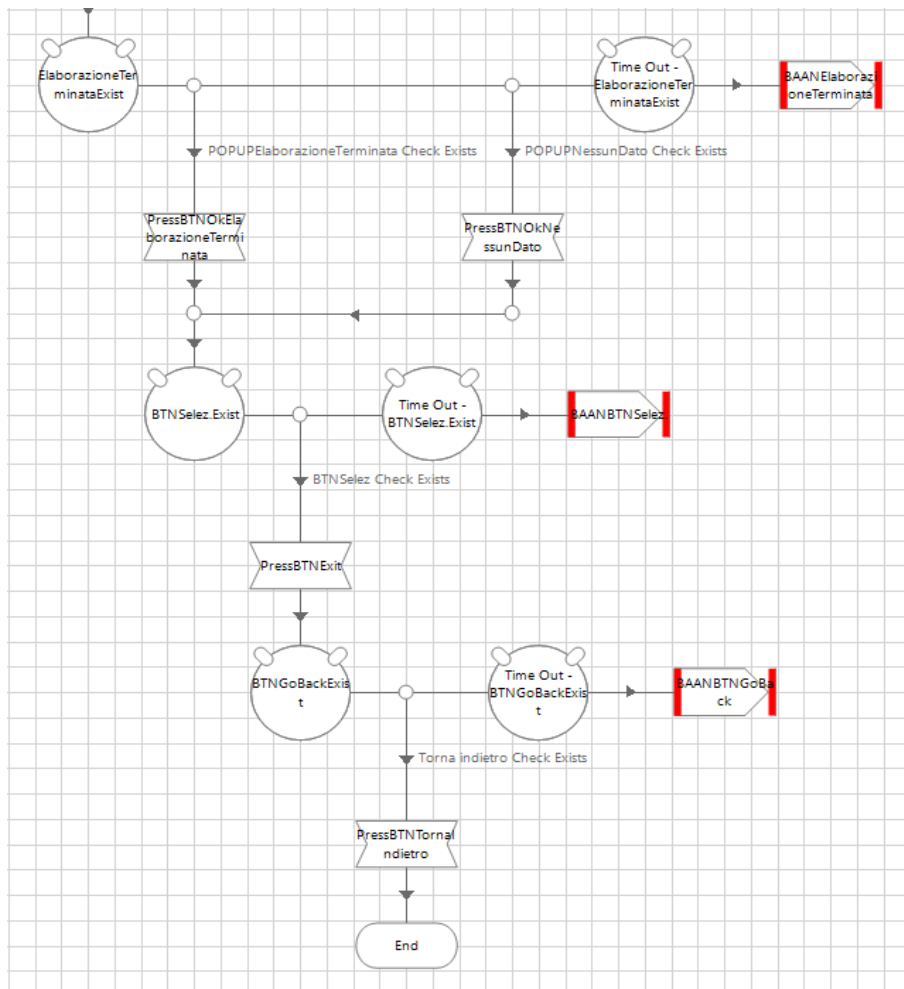 ElaborazioneTer
minataExist
Time Out -
ElaborazioneTer
minataExist
BAANElaborazi
oneTerminata
POPUPElaborazioneTerminata Check Exists
POPUPNessunDato Check Exists
PressBTNOkEla
borazioneTermi
nata
PressBTNOkNe
ssunDato
BTNSelez.Exist
Time Out -
BTNSelez.Exist
BAANBTNSelez
BTNSelez Check Exists
PressBTNExit
BTNGoBackExis
t
Time Out -
BTNGoBackExis
t
BAANBTNGoBa
ck
Torna indietro Check Exists
PressBTNTornaI
ndietro
End